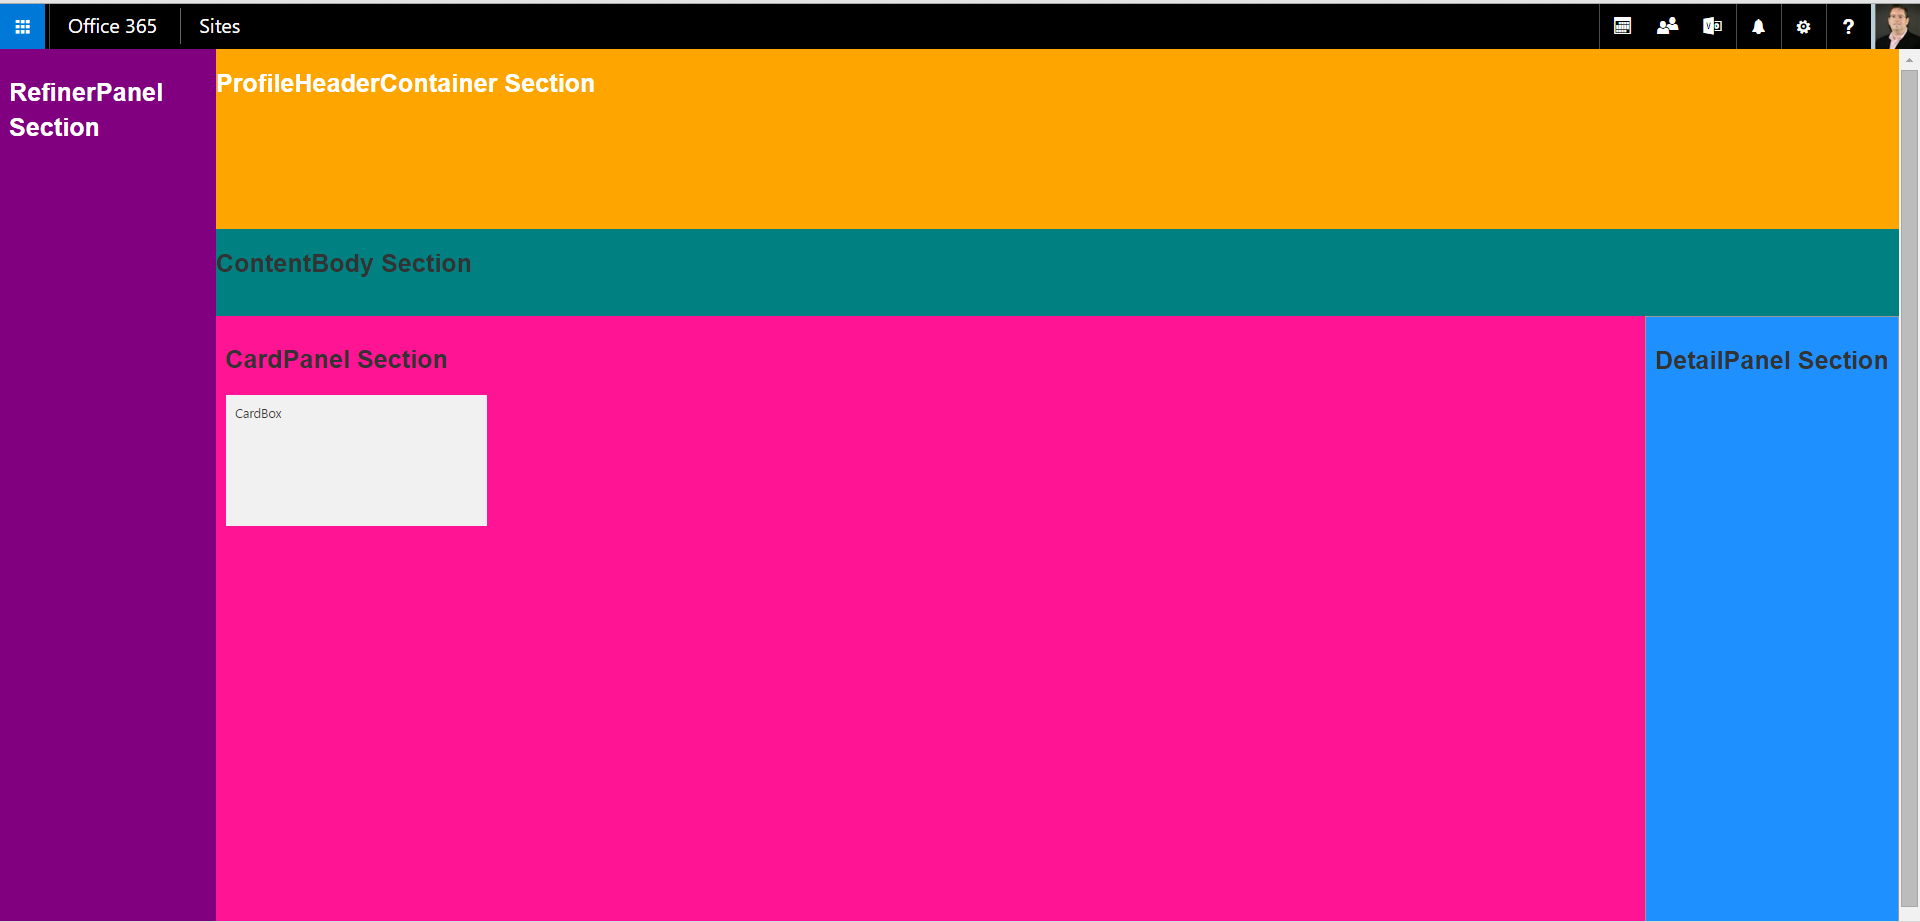 Office 365
Sites
?
RefinerPanel
Section
ProfileHeaderContainer Section
ContentBody Section
CardPanel Section
CardBox
DetailPanel Section